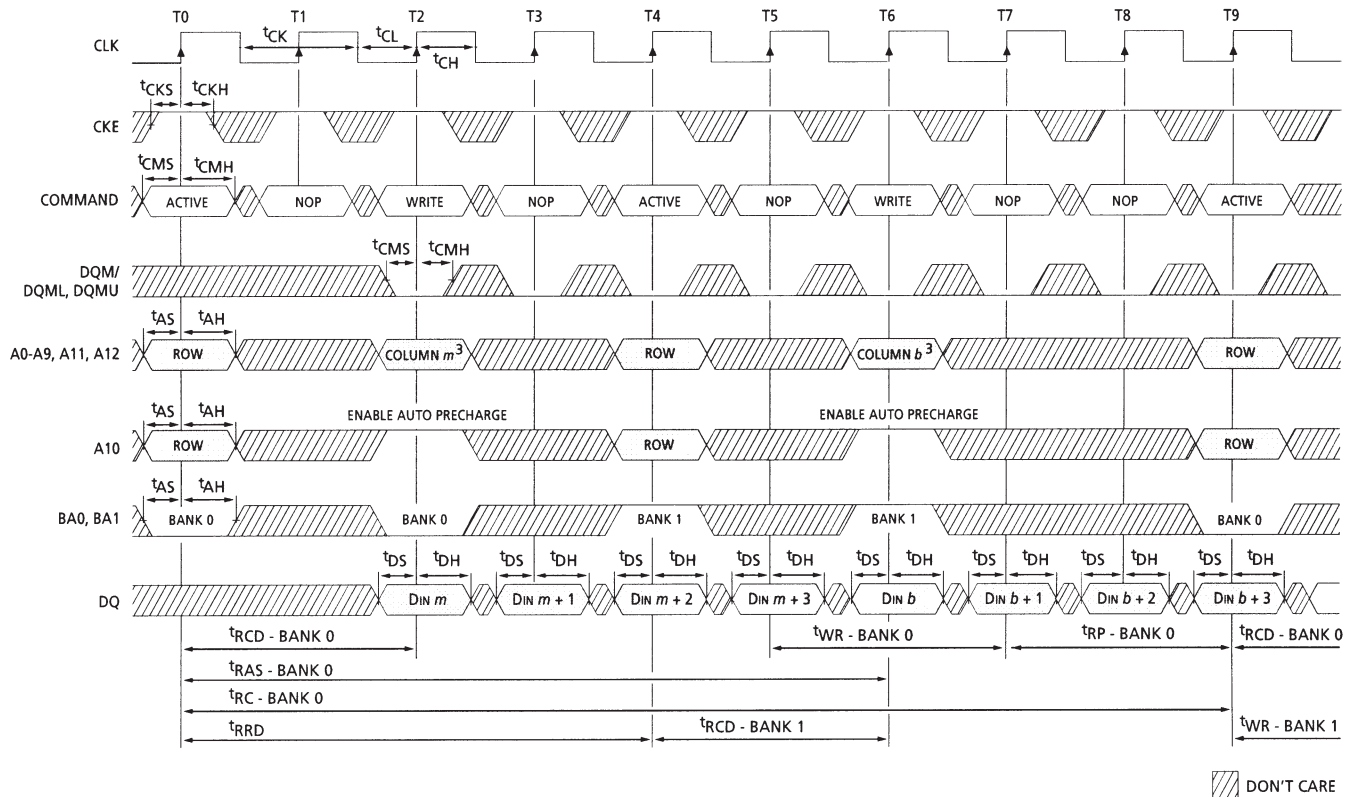 T0 T1 T2 T3 T4 T5 T6 T7 T8 T9
CLK tCK tCL tCH
tCKS tCKH
CKE
tCMS tCMH
COMMAND ACTIVE NOP WRITE NOP ACTIVE NOP WRITE NOP NOP ACTIVE
tCMS tCMH
DQM/
DQML, DQMU
tAS tAH
A0-A9, A11, A12 ROW COLUMN m3 ROW COLUMN b3 ROW
tAS tAH ENABLE AUTO PRECHARGE ENABLE AUTO PRECHARGE
A10 ROW ROW ROW
tAS tAH
BA0, BA1 BANK 0 BANK 0 BANK 1 BANK 1 BANK 0
tDS tDH tDS tDH tDS tDH tDS tDH tDS tDH tDS tDH tDS tDH tDS tDH
DQ DIN m DIN m + 1 DIN m + 2 DIN m + 3 DIN b DIN b + 1 DIN b + 2 DIN b + 3
tRCD - BANK 0 tWR - BANK 0 tRP - BANK 0 tRCD - BANK 0
tRAS - BANK 0
tRC - BANK 0
tRRD tRCD - BANK 1 tWR - BANK 1
DON'T CARE